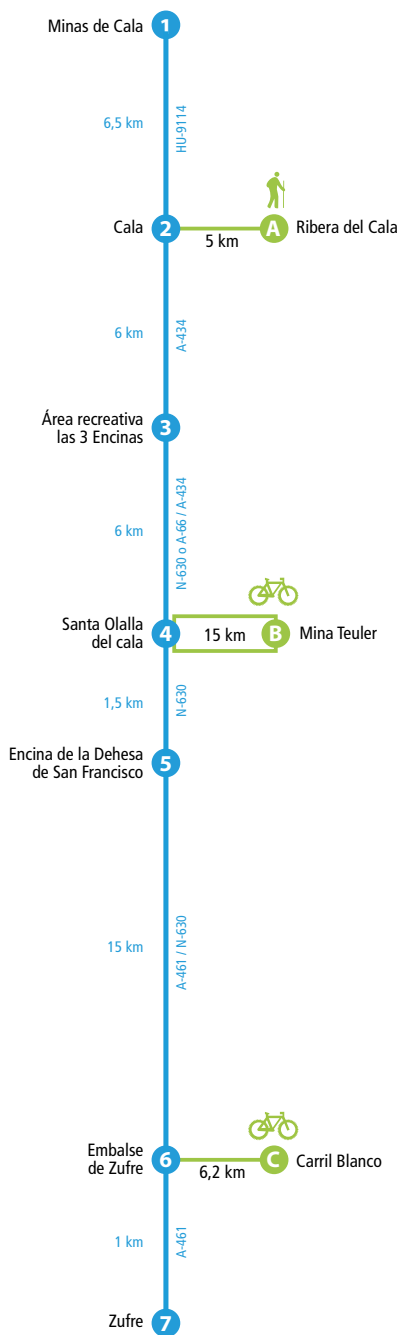 Minas de Cala
1
6,5 km
HU-9114
Cala
2
5 km
A
Ribera del Cala
6 km
A-434
Área recreativa
las 3 Encinas
3
6 km
N-630 o A-66 / A-434
Santa Olalla
del cala
4
15 km
B
Mina Teuler
1,5 km
N-630
Encina de la Dehesa
de San Francisco
5
15 km
A-461 / N-630
Embalse
de Zufre
6
6,2 km
C
Carril Blanco
1 km
A-461
Zufre
7